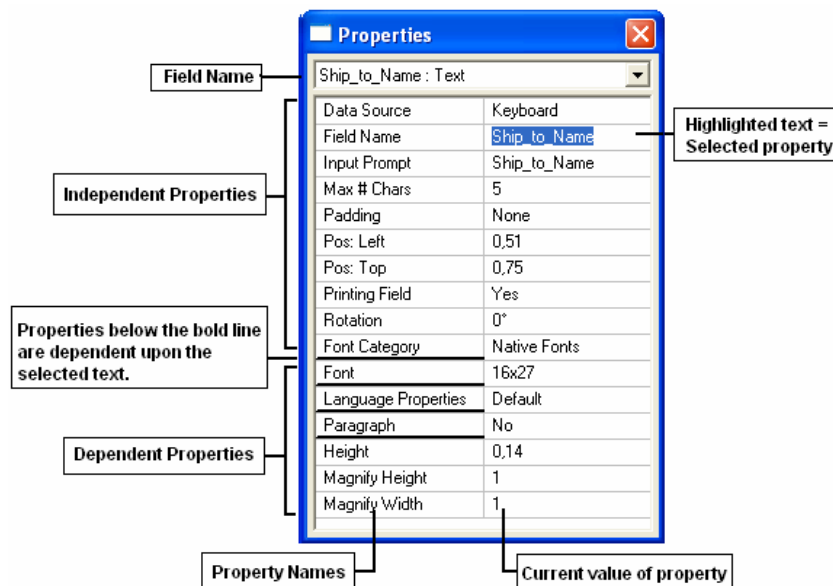 Properties
Field Name
Ship_to_Name : Text
Data Source Keyboard
Field Name Ship_to_Name
Highlighted text =
Selected property
Input Prompt Ship_to_Name
Max # Chars 5
Independent Properties
Padding None
Pos: Left 0,51
Pos: Top 0,75
Printing Field Yes
Rotation 0°
Properties below the bold line
are dependent upon the
selected text.
Font Category Native Fonts
Font 16x27
Language Properties Default
Paragraph No
Dependent Properties
Height 0,14
Magnify Height 1
Magnify Width 1
Property Names
Current value of property